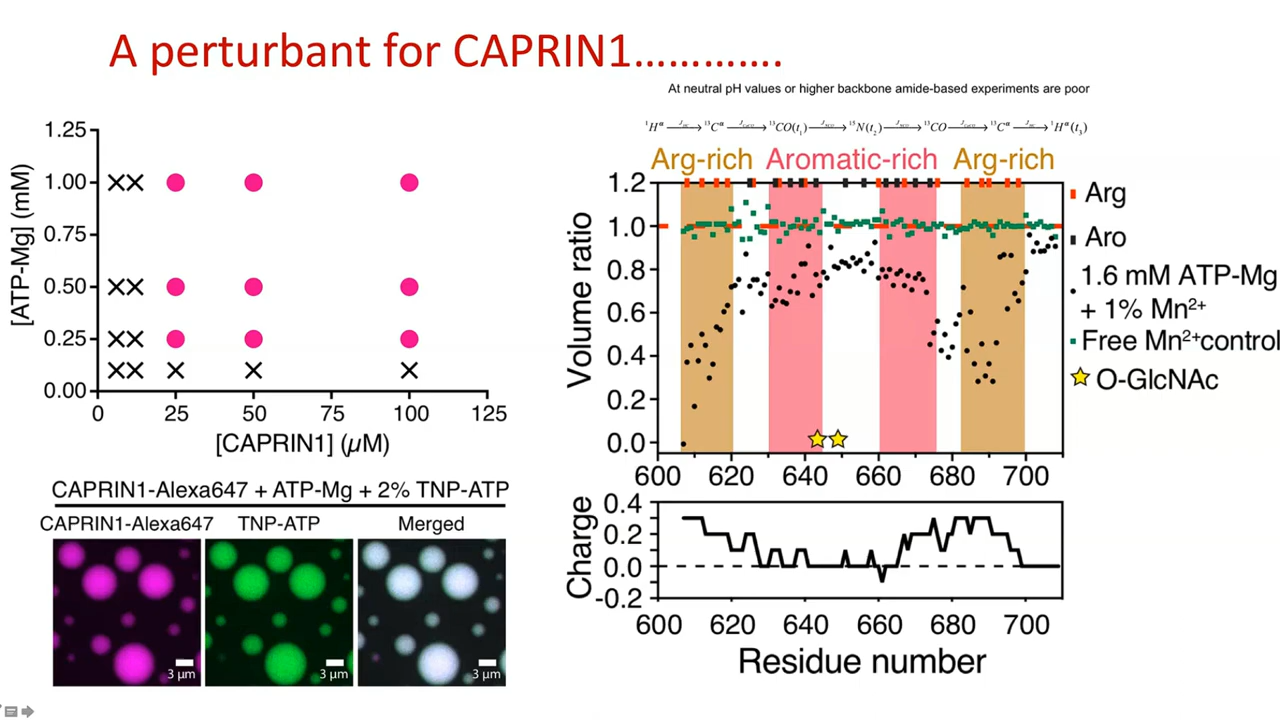 A perturbant for CAPRIN1………….
At neutral pH values or higher backbone amide-based experiments are poor
Arg-rich Aromatic-rich Arg-rich
1.25
1.00
0.75
0.50
0.25
0.00
[ATP-Mg] (mM)
0 25 50 75 100 125
[CAPRIN1] (µM)
1.2
1.0
0.8
0.6
0.4
0.2
0.0
Volume ratio
600 620 640 660 680 700
Arg
Aro
1.6 mM ATP-Mg
+ 1% Mn²⁺
Free Mn²⁺control
O-GlcNAc
CAPRIN1-Alexa647 + ATP-Mg + 2% TNP-ATP
CAPRIN1-Alexa647 TNP-ATP Merged
3 µm 3 µm 3 µm
0.4
0.2
0.0
-0.2
Charge
600 620 640 660 680 700
Residue number